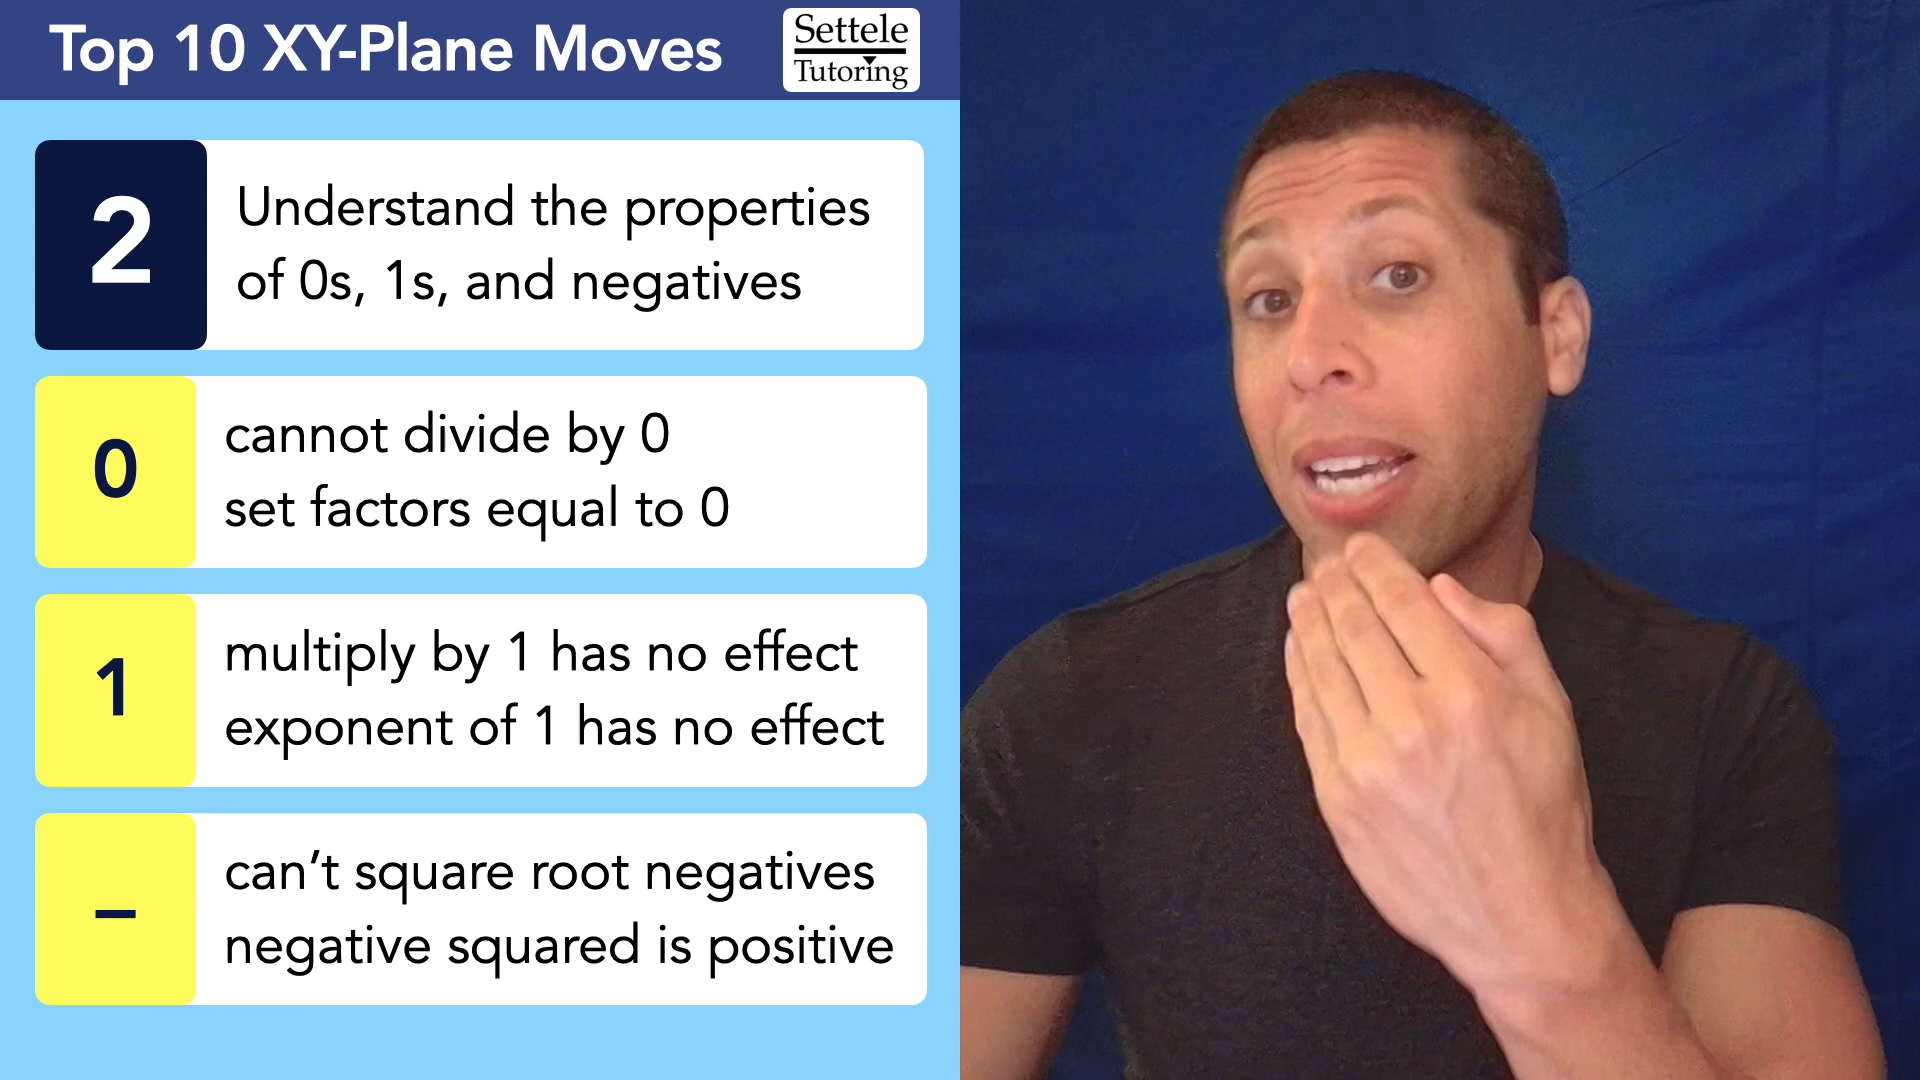 Top 10 XY-Plane Moves
Settele
Tutoring
2
Understand the properties
of 0s, 1s, and negatives
0
cannot divide by 0
set factors equal to 0
1
multiply by 1 has no effect
exponent of 1 has no effect
–
can’t square root negatives
negative squared is positive